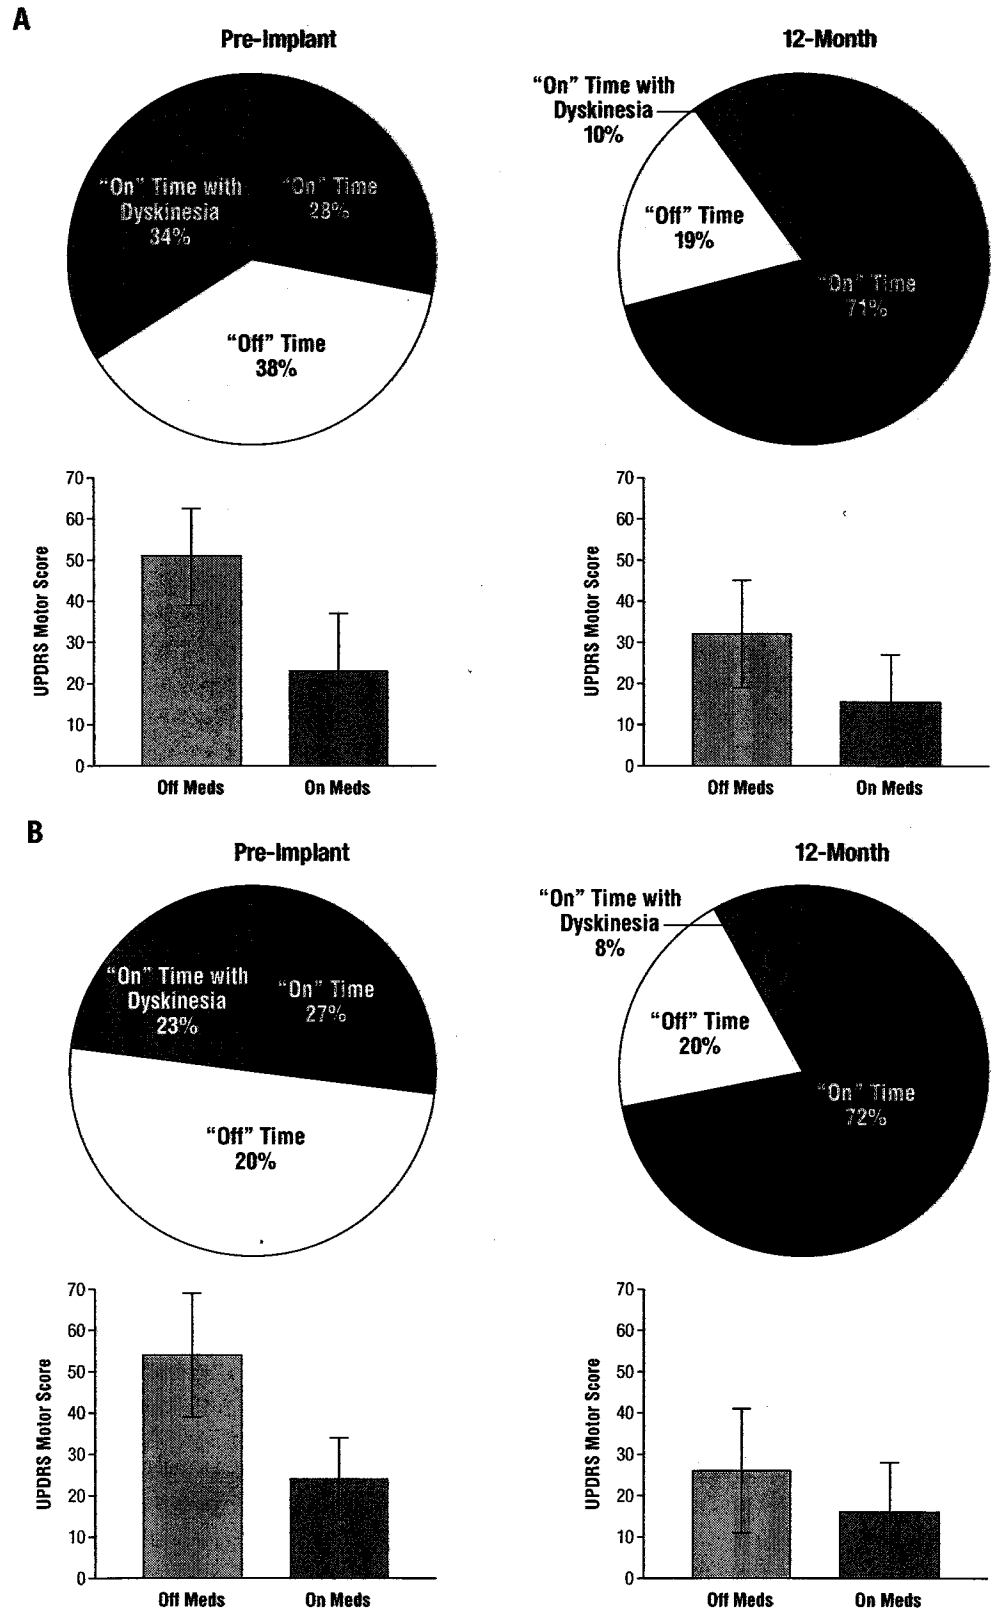 A
Pre-Implant
12-Month
"On" Time with
Dyskinesia
34%
"On" Time
28%
"Off" Time
38%
"On" Time with
Dyskinesia
10%
"Off" Time
19%
"On" Time
71%
UPDRS Motor Score
70
60
50
40
30
20
10
0
Off Meds
On Meds
UPDRS Motor Score
70
60
50
40
30
20
10
0
Off Meds
On Meds
B
Pre-Implant
12-Month
"On" Time with
Dyskinesia
23%
"On" Time
27%
"Off" Time
20%
"On" Time with
Dyskinesia
8%
"Off" Time
20%
"On" Time
72%
UPDRS Motor Score
70
60
50
40
30
20
10
0
Off Meds
On Meds
UPDRS Motor Score
70
60
50
40
30
20
10
0
Off Meds
On Meds